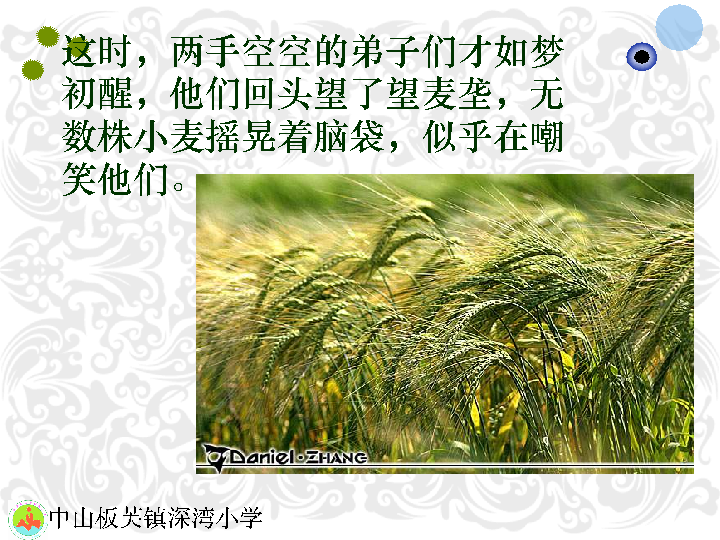 这时，两手空空的弟子们才如梦
初醒，他们回头望了望麦垄，无
数株小麦摇晃着脑袋，似乎在嘲
笑他们。
Daniel·ZHANG
中山板芙镇深湾小学